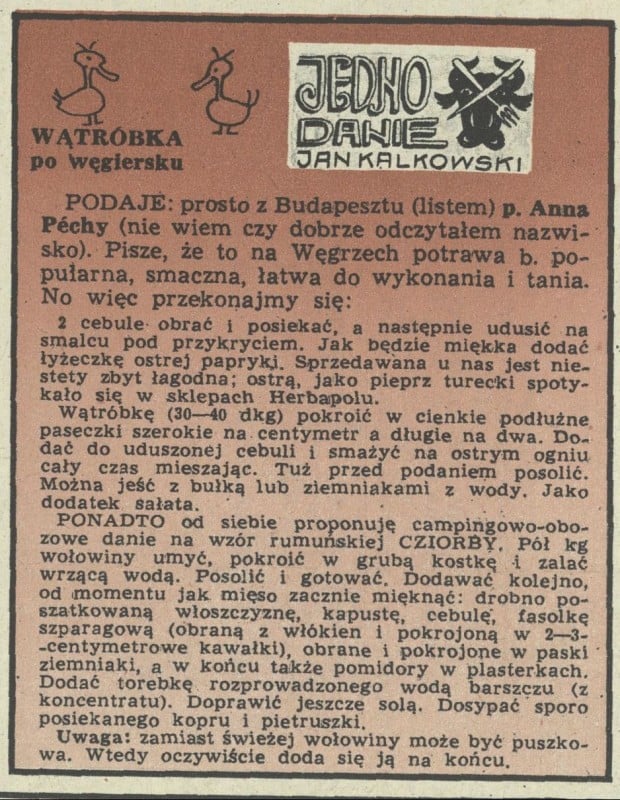 WĄTRÓBKA
po węgiersku
JEDNO
DANIE
JAN KALKOWSKI
PODAJE: prosto z Budapesztu (listem) p. Anna
Péchy (nie wiem czy dobrze odczytałem nazwi-
sko). Pisze, że to na Węgrzech potrawa b. po-
pularna, smaczna, łatwa do wykonania i tania.
No więc przekonajmy się:
2 cebule obrać i posiekać, a następnie udusić na
smalcu pod przykryciem. Jak będzie miękka dodać
łyżeczkę ostrej papryki. Sprzedawana u nas jest nie-
stety zbyt łagodna; ostrą, jako pieprz turecki spoty-
kało się w sklepach Herbapolu.
Wątróbkę (30—40 dkg) pokroić w cienkie podłużne
paseczki szerokie na centymetr a długie na dwa. Do-
dać do uduszonej cebuli i smażyć na ostrym ogniu
cały czas mieszając. Tuż przed podaniem posolić.
Można jeść z bułką lub ziemniakami z wody. Jako
dodatek sałata.
PONADTO od siebie proponuję campingowo-obo-
zowe danie na wzór rumuńskiej CZIORBY. Pół kg
wołowiny umyć, pokroić w grubą kostkę i zalać
wrzącą wodą. Posolić i gotować. Dodawać kolejno,
od momentu jak mięso zacznie mięknąć: drobno po-
szatkowaną włoszczyznę, kapustę, cebulę, fasolkę
szparagową (obraną z włókien i pokrojoną w 2—3-
-centymetrowe kawałki), obrane i pokrojone w paski
ziemniaki, a w końcu także pomidory w plasterkach.
Dodać torebkę rozprowadzonego wodą barszczu (z
koncentratu). Doprawić jeszcze solą. Dosypać sporo
posiekanego kopru i pietruszki.
Uwaga: zamiast świeżej wołowiny może być puszko-
wa. Wtedy oczywiście doda się ją na końcu.